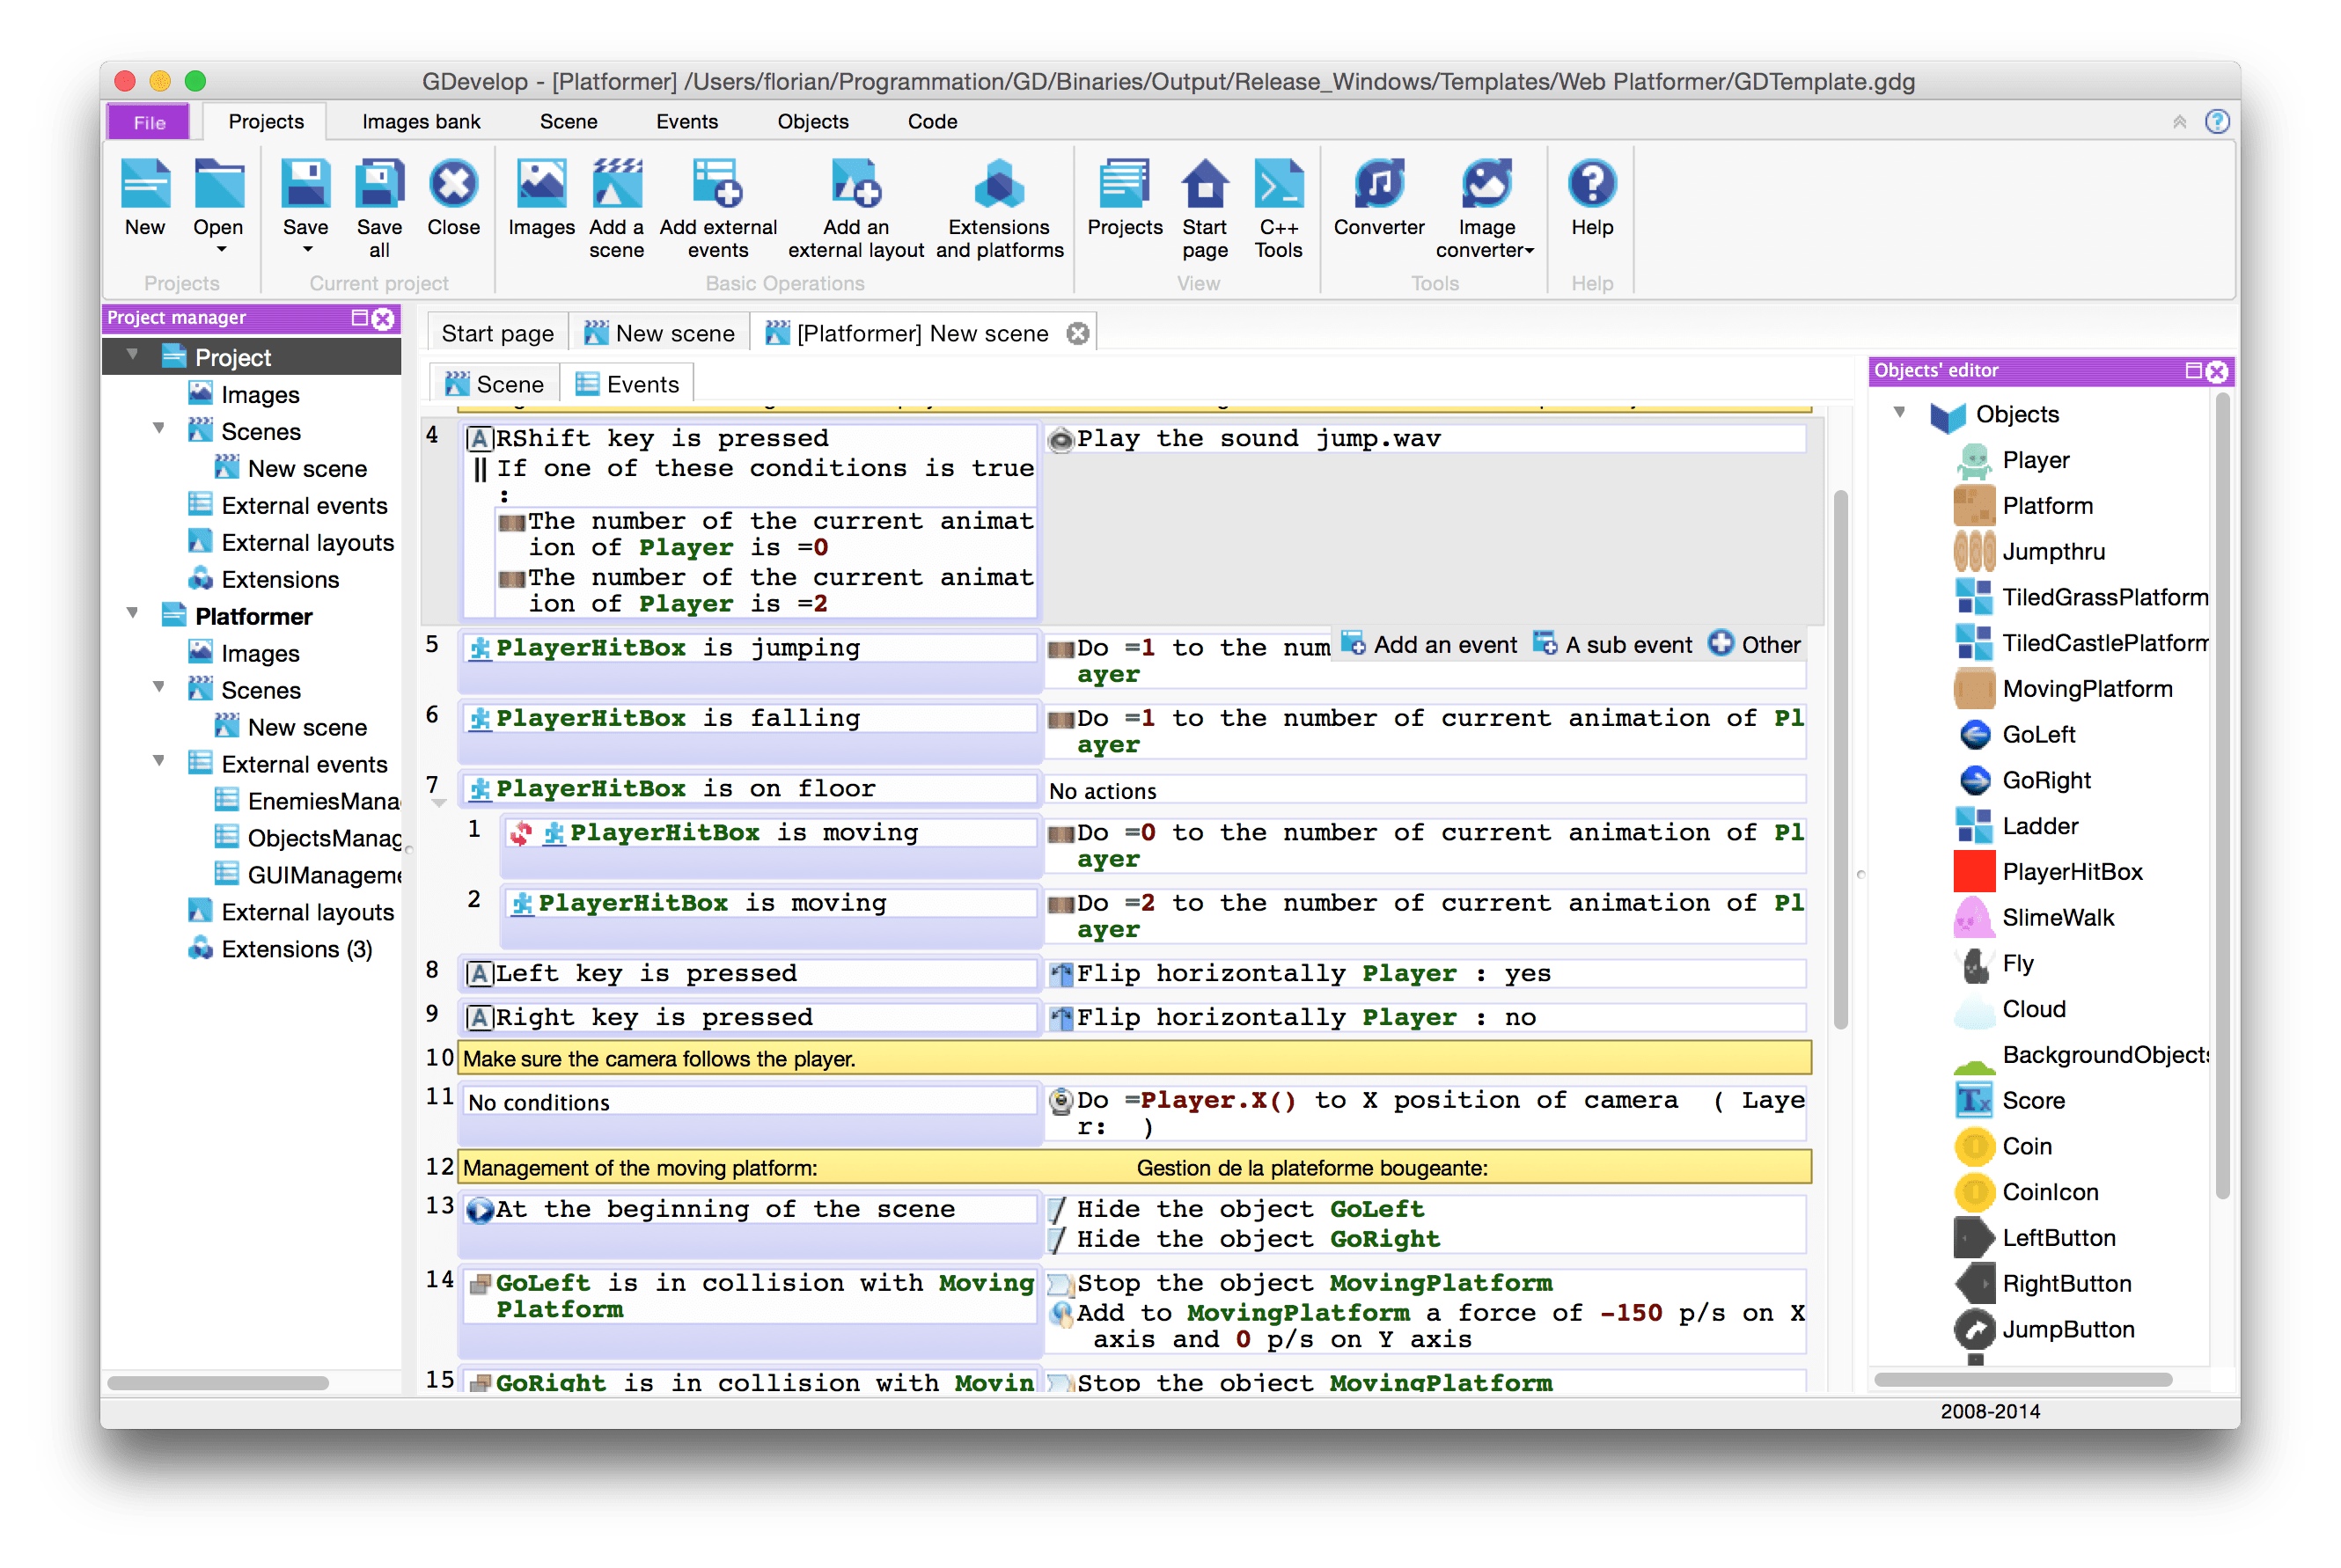 GDevelop - [Platformer] /Users/florian/Programmation/GD/Binaries/Output/Release_Windows/Templates/Web Platformer/GDTemplate.gdg
File Projects Images bank Scene Events Objects Code
New Open Save Save all Close Images Add a scene Add external events Add an external layout Extensions and platforms Projects Start page C++ Tools Converter Image converter Help
Projects Current project Basic Operations View Tools Help
Project manager
Project
Images
Scenes
New scene
External events
External layouts
Extensions
Platformer
Images
Scenes
New scene
External events
EnemiesMana
ObjectsManag
GUIManageme
External layouts
Extensions (3)
Start page New scene [Platformer] New scene
Scene Events
4 RShift key is pressed
If one of these conditions is true
:
The number of the current animat
ion of Player is =0
The number of the current animat
ion of Player is =2
Play the sound jump.wav
5 PlayerHitBox is jumping
Do =1 to the num
ayer
Add an event A sub event Other
6 PlayerHitBox is falling
Do =1 to the number of current animation of Pl
ayer
7 PlayerHitBox is on floor
No actions
1 PlayerHitBox is moving
Do =0 to the number of current animation of Pl
ayer
2 PlayerHitBox is moving
Do =2 to the number of current animation of Pl
ayer
8 Left key is pressed
Flip horizontally Player : yes
9 Right key is pressed
Flip horizontally Player : no
10 Make sure the camera follows the player.
11 No conditions
Do =Player.X() to X position of camera ( Laye
r: )
12 Management of the moving platform: Gestion de la plateforme bougeante:
13 At the beginning of the scene
Hide the object GoLeft
Hide the object GoRight
14 GoLeft is in collision with Moving
Platform
Stop the object MovingPlatform
Add to MovingPlatform a force of -150 p/s on X
axis and 0 p/s on Y axis
15 GoRight is in collision with Movin
Stop the object MovingPlatform
Objects' editor
Objects
Player
Platform
Jumpthru
TiledGrassPlatform
TiledCastlePlatform
MovingPlatform
GoLeft
GoRight
Ladder
PlayerHitBox
SlimeWalk
Fly
Cloud
BackgroundObjects
Score
Coin
CoinIcon
LeftButton
RightButton
JumpButton
2008-2014